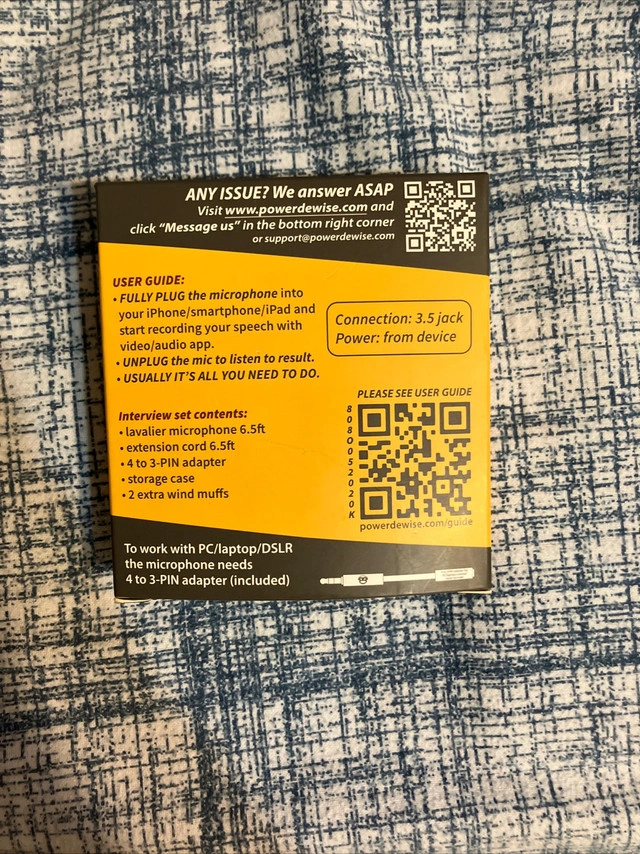 ANY ISSUE? We answer ASAP
Visit www.powerdewise.com and
click “Message us” in the bottom right corner
or support@powerdewise.com
USER GUIDE:
• FULLY PLUG the microphone into
your iPhone/smartphone/iPad and
start recording your speech with
video/audio app.
• UNPLUG the mic to listen to result.
• USUALLY IT'S ALL YOU NEED TO DO.
Connection: 3.5 jack
Power: from device
Interview set contents:
• lavalier microphone 6.5ft
• extension cord 6.5ft
• 4 to 3-PIN adapter
• storage case
• 2 extra wind muffs
PLEASE SEE USER GUIDE
8080052020K
powerdewise.com/guide
To work with PC/laptop/DSLR
the microphone needs
4 to 3-PIN adapter (included)